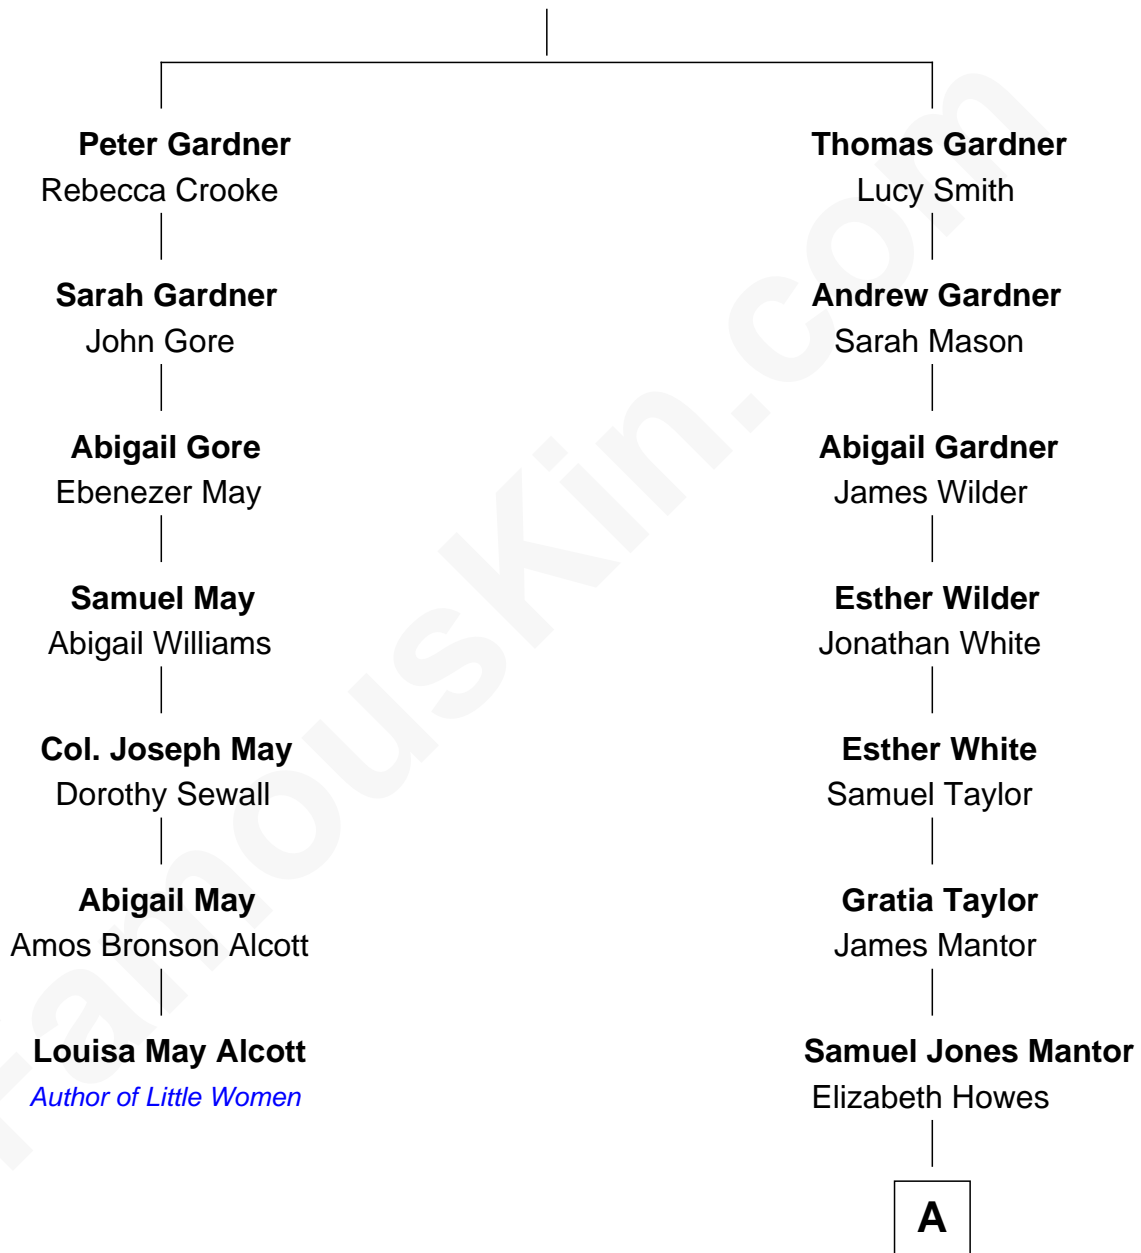 Peter Gardner
Rebecca Crooke
Sarah Gardner
John Gore
Abigail Gore
Ebenezer May
Samuel May
Abigail Williams
Col. Joseph May
Dorothy Sewall
Abigail May
Amos Bronson Alcott
Louisa May Alcott
Author of Little Women
Thomas Gardner
Lucy Smith
Andrew Gardner
Sarah Mason
Abigail Gardner
James Wilder
Esther Wilder
Jonathan White
Esther White
Samuel Taylor
Gratia Taylor
James Mantor
Samuel Jones Mantor
Elizabeth Howes
A
FamousKin.com